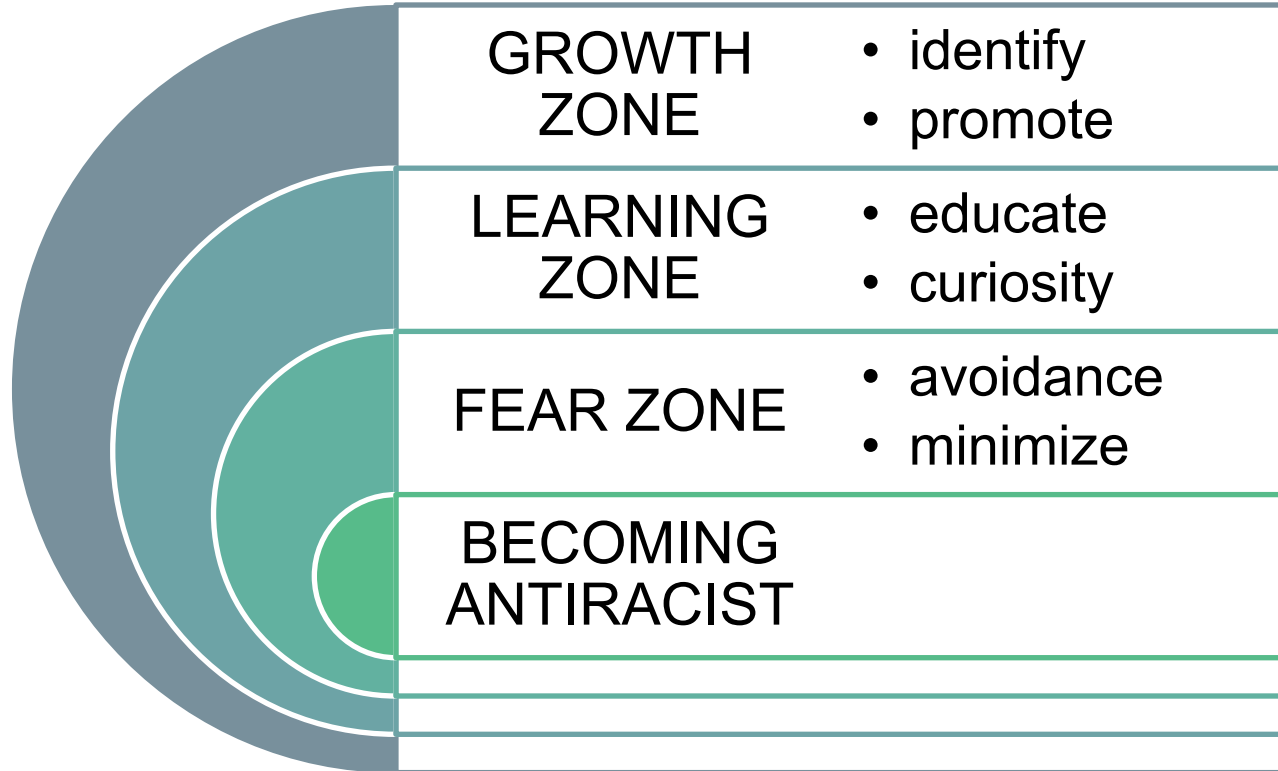 GROWTH
ZONE
• identify
• promote
LEARNING
ZONE
• educate
• curiosity
FEAR ZONE
• avoidance
• minimize
BECOMING
ANTIRACIST